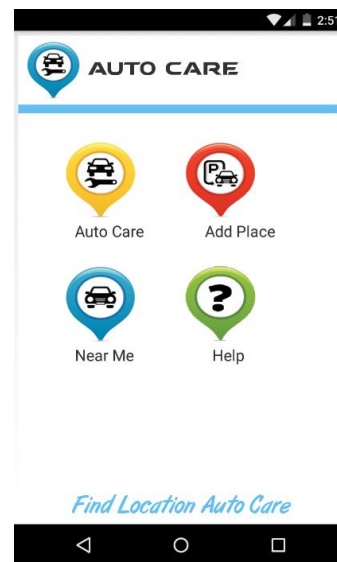 2:51
AUTO CARE
P
Auto Care
Add Place
?
Near Me
Help
Find Location Auto Care